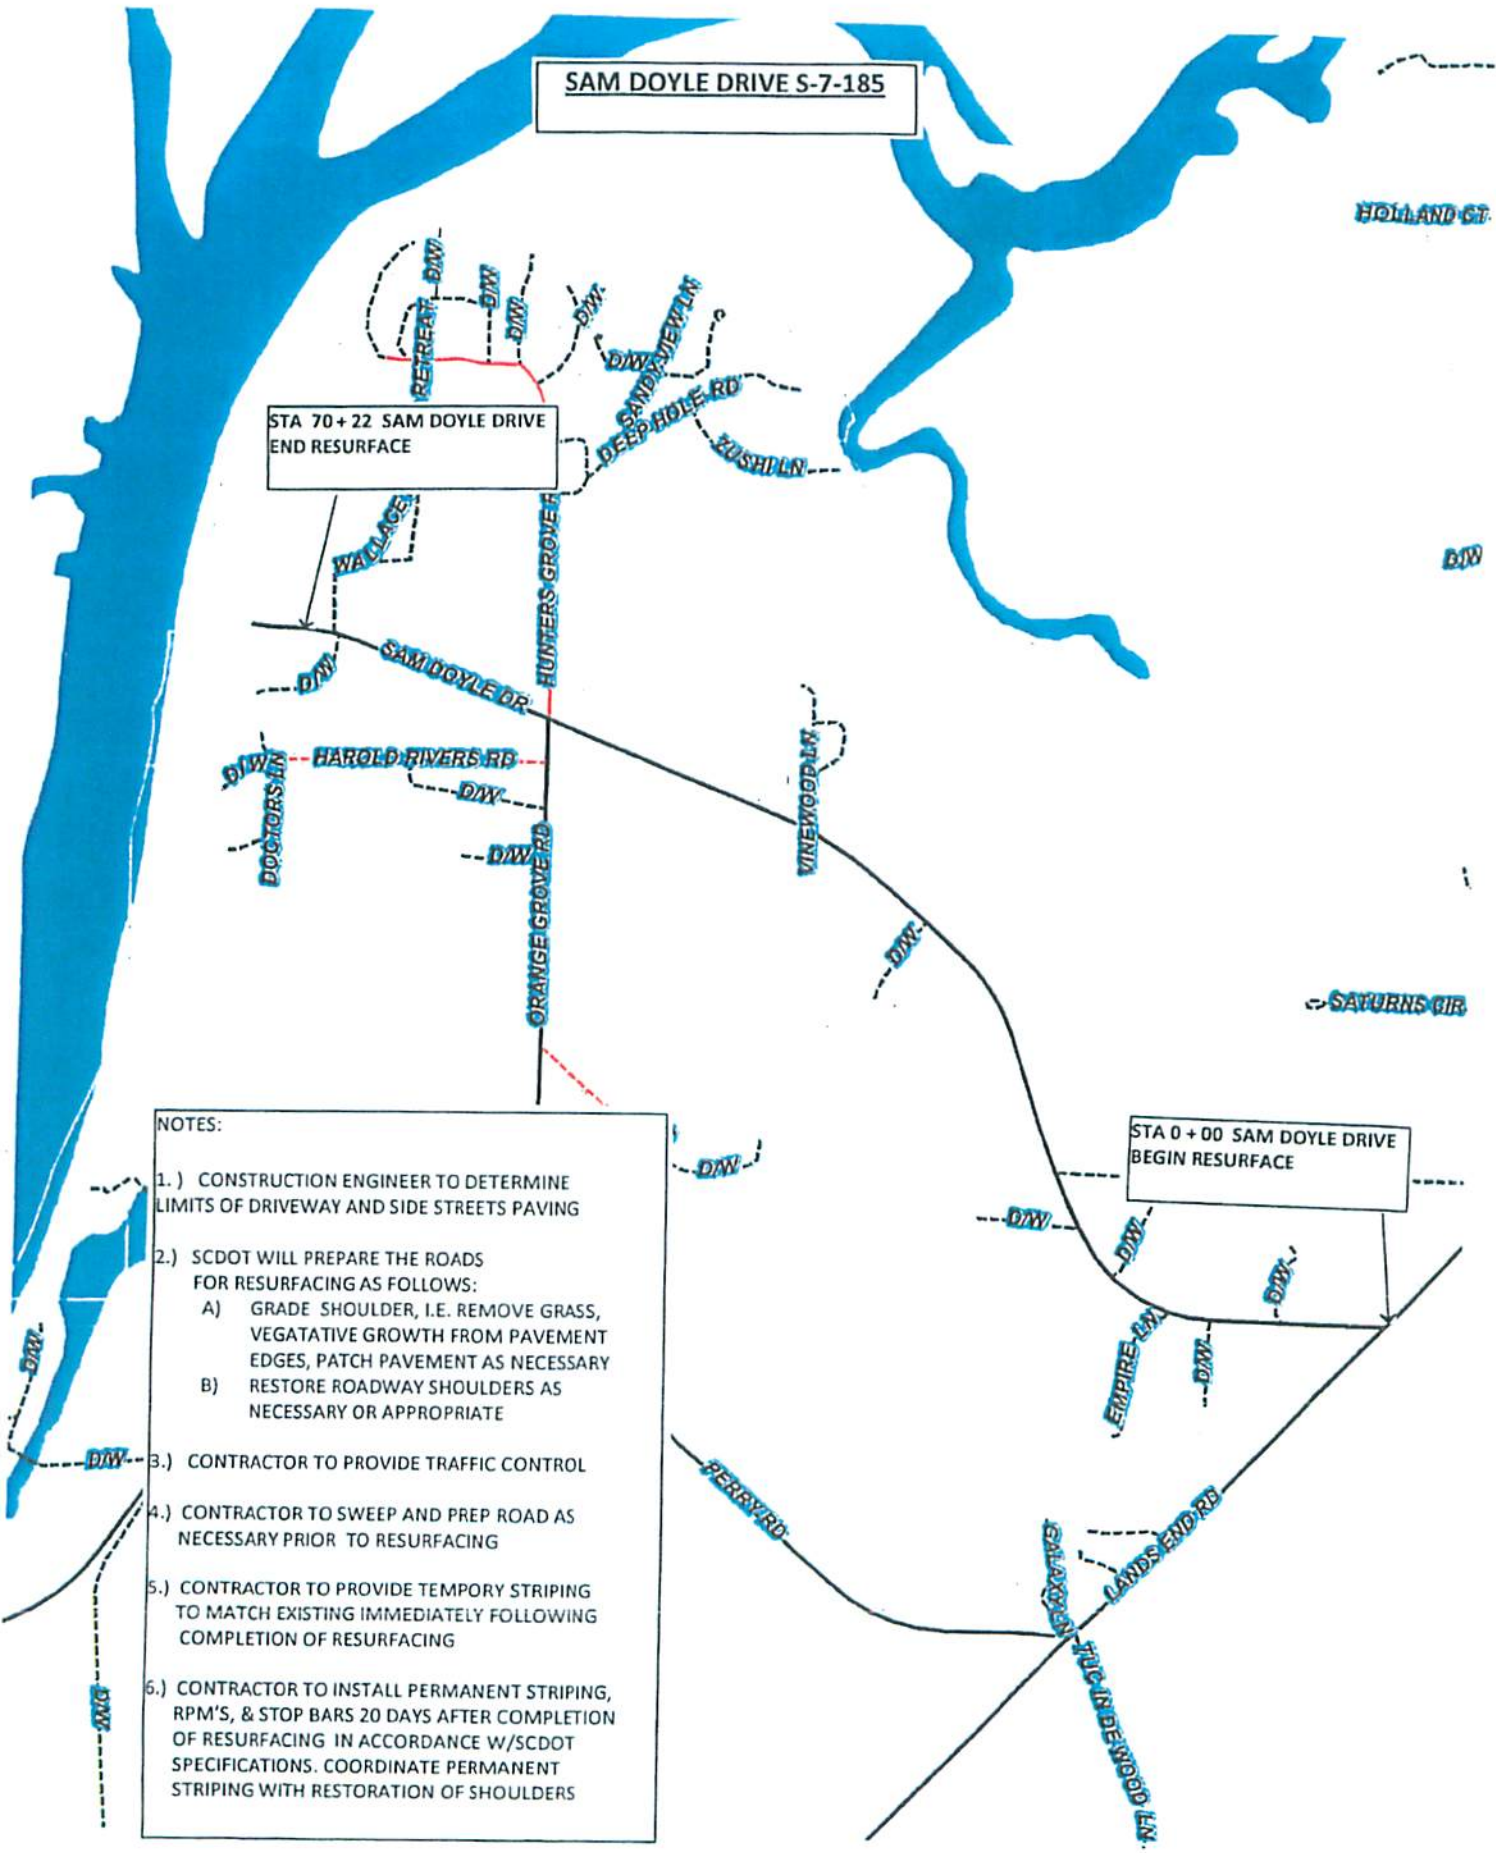 SAM DOYLE DRIVE S-7-185
HOLLAND CT
D/W
D/W
D/W
D/W
RETREAT
D/W
SANDY VIEW LN
DEEP HOLE RD
ZUSHI LN
STA 70+22 SAM DOYLE DRIVE
END RESURFACE
WALLACE
HUNTERS GROVE R
D/W
D/W
SAM DOYLE DR
D/W
HAROLD RIVERS RD
DOCTORS LN
D/W
D/W
ORANGE GROVE RD
VINEWOOD LN
D/W
SATURNS CIR
STA 0+00 SAM DOYLE DRIVE
BEGIN RESURFACE
D/W
D/W
D/W
D/W
EMPIRE LN
D/W
NOTES:
1.) CONSTRUCTION ENGINEER TO DETERMINE
LIMITS OF DRIVEWAY AND SIDE STREETS PAVING
2.) SCDOT WILL PREPARE THE ROADS
FOR RESURFACING AS FOLLOWS:
A) GRADE SHOULDER, I.E. REMOVE GRASS,
VEGATATIVE GROWTH FROM PAVEMENT
EDGES, PATCH PAVEMENT AS NECESSARY
B) RESTORE ROADWAY SHOULDERS AS
NECESSARY OR APPROPRIATE
3.) CONTRACTOR TO PROVIDE TRAFFIC CONTROL
4.) CONTRACTOR TO SWEEP AND PREP ROAD AS
NECESSARY PRIOR TO RESURFACING
5.) CONTRACTOR TO PROVIDE TEMPORY STRIPING
TO MATCH EXISTING IMMEDIATELY FOLLOWING
COMPLETION OF RESURFACING
6.) CONTRACTOR TO INSTALL PERMANENT STRIPING,
RPM'S, & STOP BARS 20 DAYS AFTER COMPLETION
OF RESURFACING IN ACCORDANCE W/SCDOT
SPECIFICATIONS. COORDINATE PERMANENT
STRIPING WITH RESTORATION OF SHOULDERS
D/W
D/W
D/W
PERRY RD
GALAXY LN
LANDS END RD
TUC IN DE WOOD LN